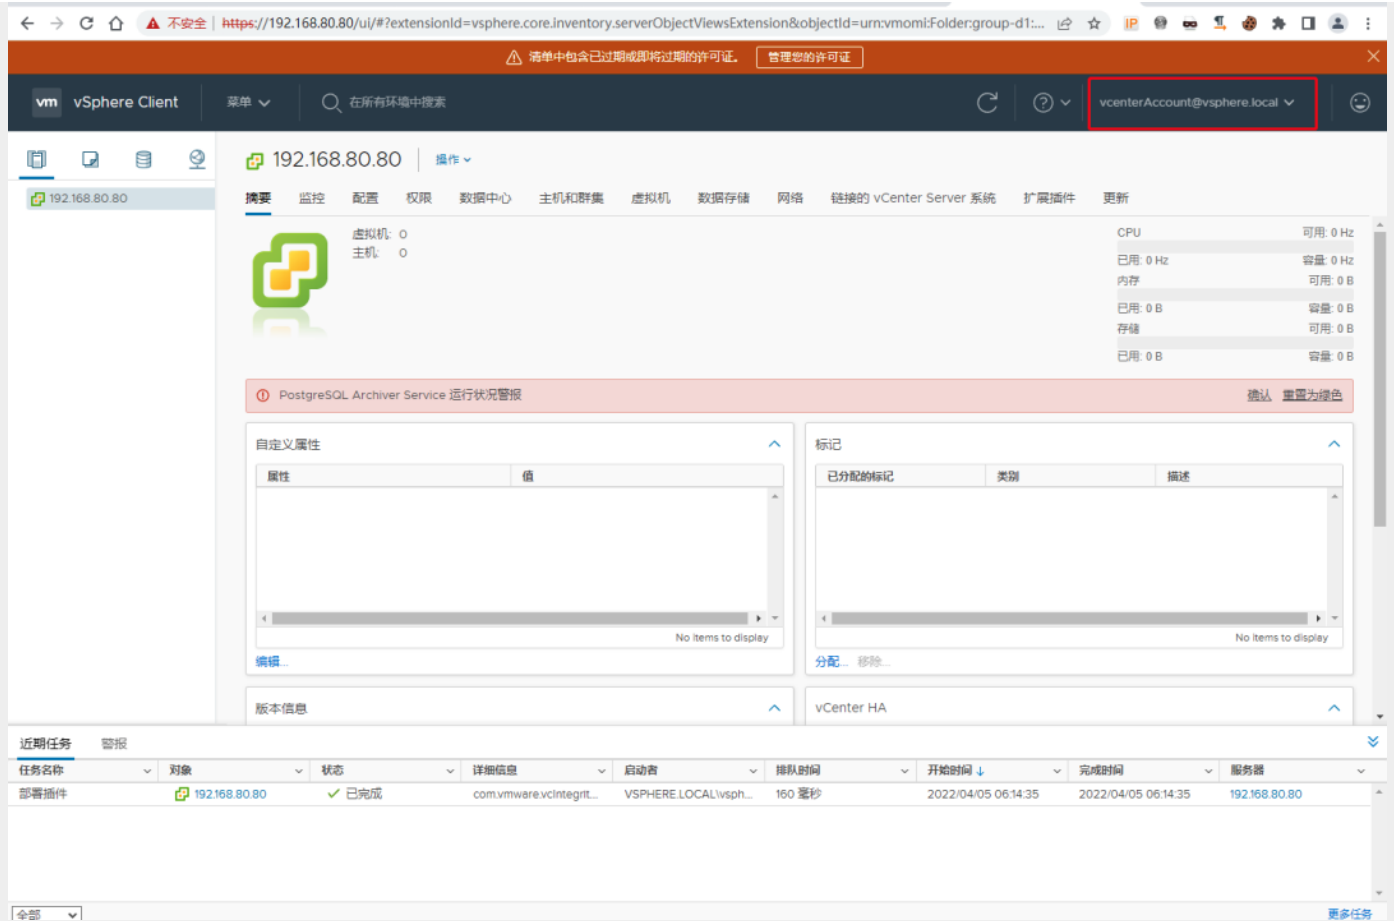 不安全 | https://192.168.80.80/ui/#?extensionId=vsphere.core.inventory.serverObjectViewsExtension&objectId=urn:vmomi:Folder:group-d1:... IP
清单中包含已过期或即将过期的许可证。 管理您的许可证
vm vSphere Client 菜单 在所有环境中搜索 vcenterAccount@vsphere.local
192.168.80.80 操作
192.168.80.80
摘要 监控 配置 权限 数据中心 主机和群集 虚拟机 数据存储 网络 链接的 vCenter Server 系统 扩展插件 更新
虚拟机: 0
主机: 0
CPU 可用: 0 Hz
已用: 0 Hz 容量: 0 Hz
内存 可用: 0 B
已用: 0 B 容量: 0 B
存储 可用: 0 B
已用: 0 B 容量: 0 B
PostgreSQL Archiver Service 运行状况警报 确认 重置为绿色
自定义属性
属性 值
No items to display
编辑...
标记
已分配的标记 类别 描述
No items to display
分配... 移除...
版本信息
vCenter HA
近期任务 警报
任务名称 对象 状态 详细信息 启动者 排队时间 开始时间 ↓ 完成时间 服务器
部署插件 192.168.80.80 已完成 com.vmware.vcIntegrit... VSPHERE.LOCAL\vsph... 160 毫秒 2022/04/05 06:14:35 2022/04/05 06:14:35 192.168.80.80
全部 更多任务